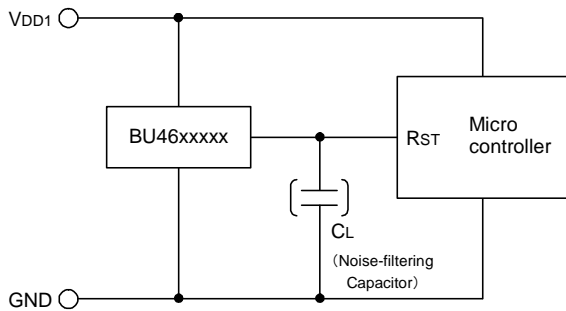 VDD1
BU46xxxxx
RST
Micro
controller
CL
（Noise-filtering
Capacitor）
GND